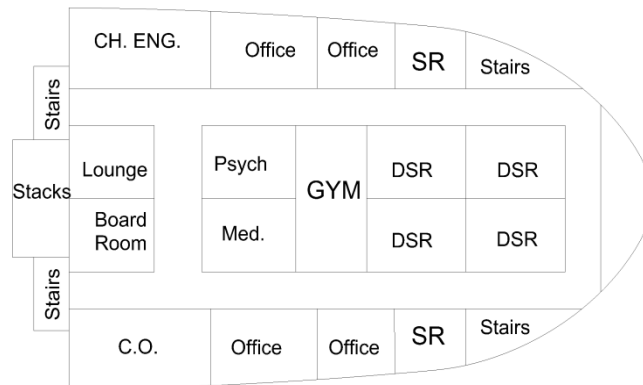 CH. ENG.
Office
Office
SR
Stairs
Stairs
Lounge
Psych
GYM
DSR
DSR
Stacks
Board
Room
Med.
DSR
DSR
Stairs
C.O.
Office
Office
SR
Stairs